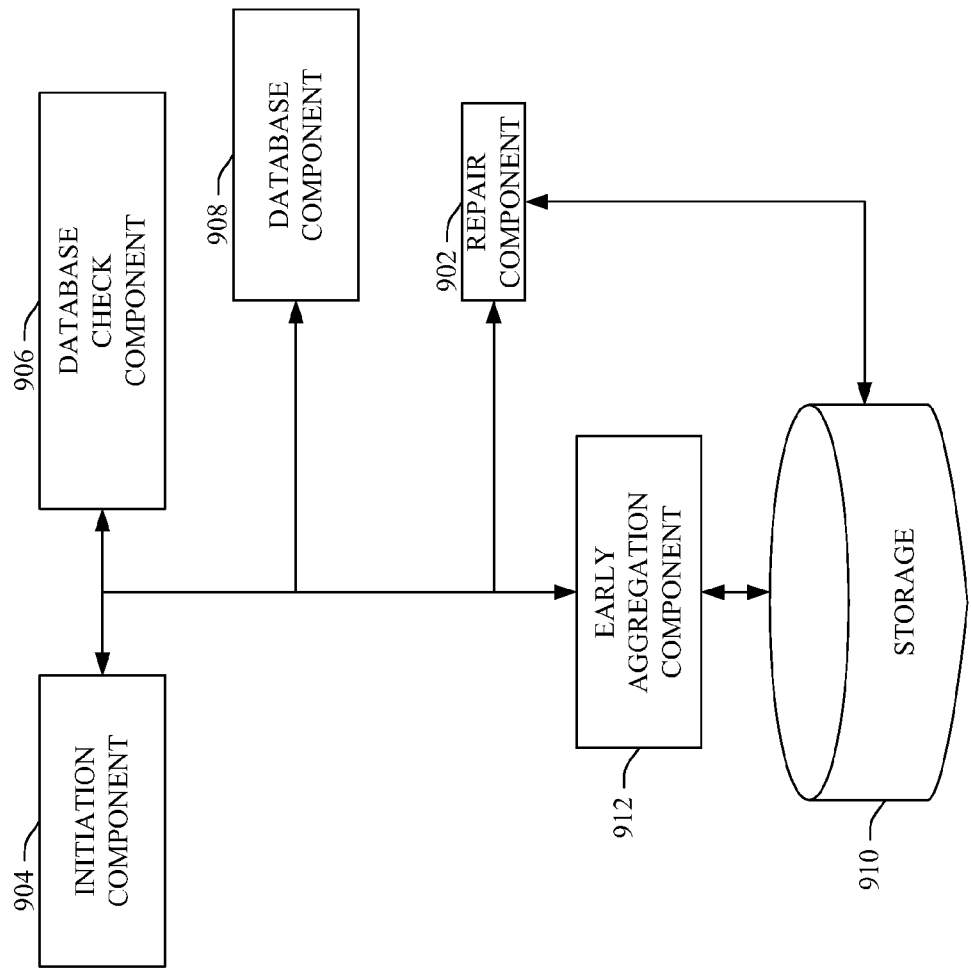 904
INITIATION
COMPONENT
906
DATABASE
CHECK
COMPONENT
908
DATABASE
COMPONENT
902
REPAIR
COMPONENT
912
EARLY
AGGREGATION
COMPONENT
910
STORAGE